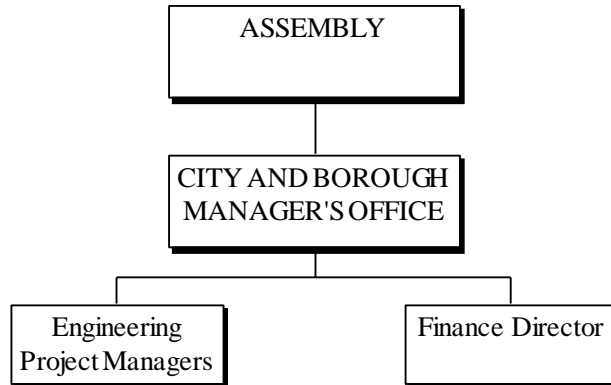 ASSEMBLY
CITY AND BOROUGH
MANAGER'S OFFICE
Engineering
Project Managers
Finance Director